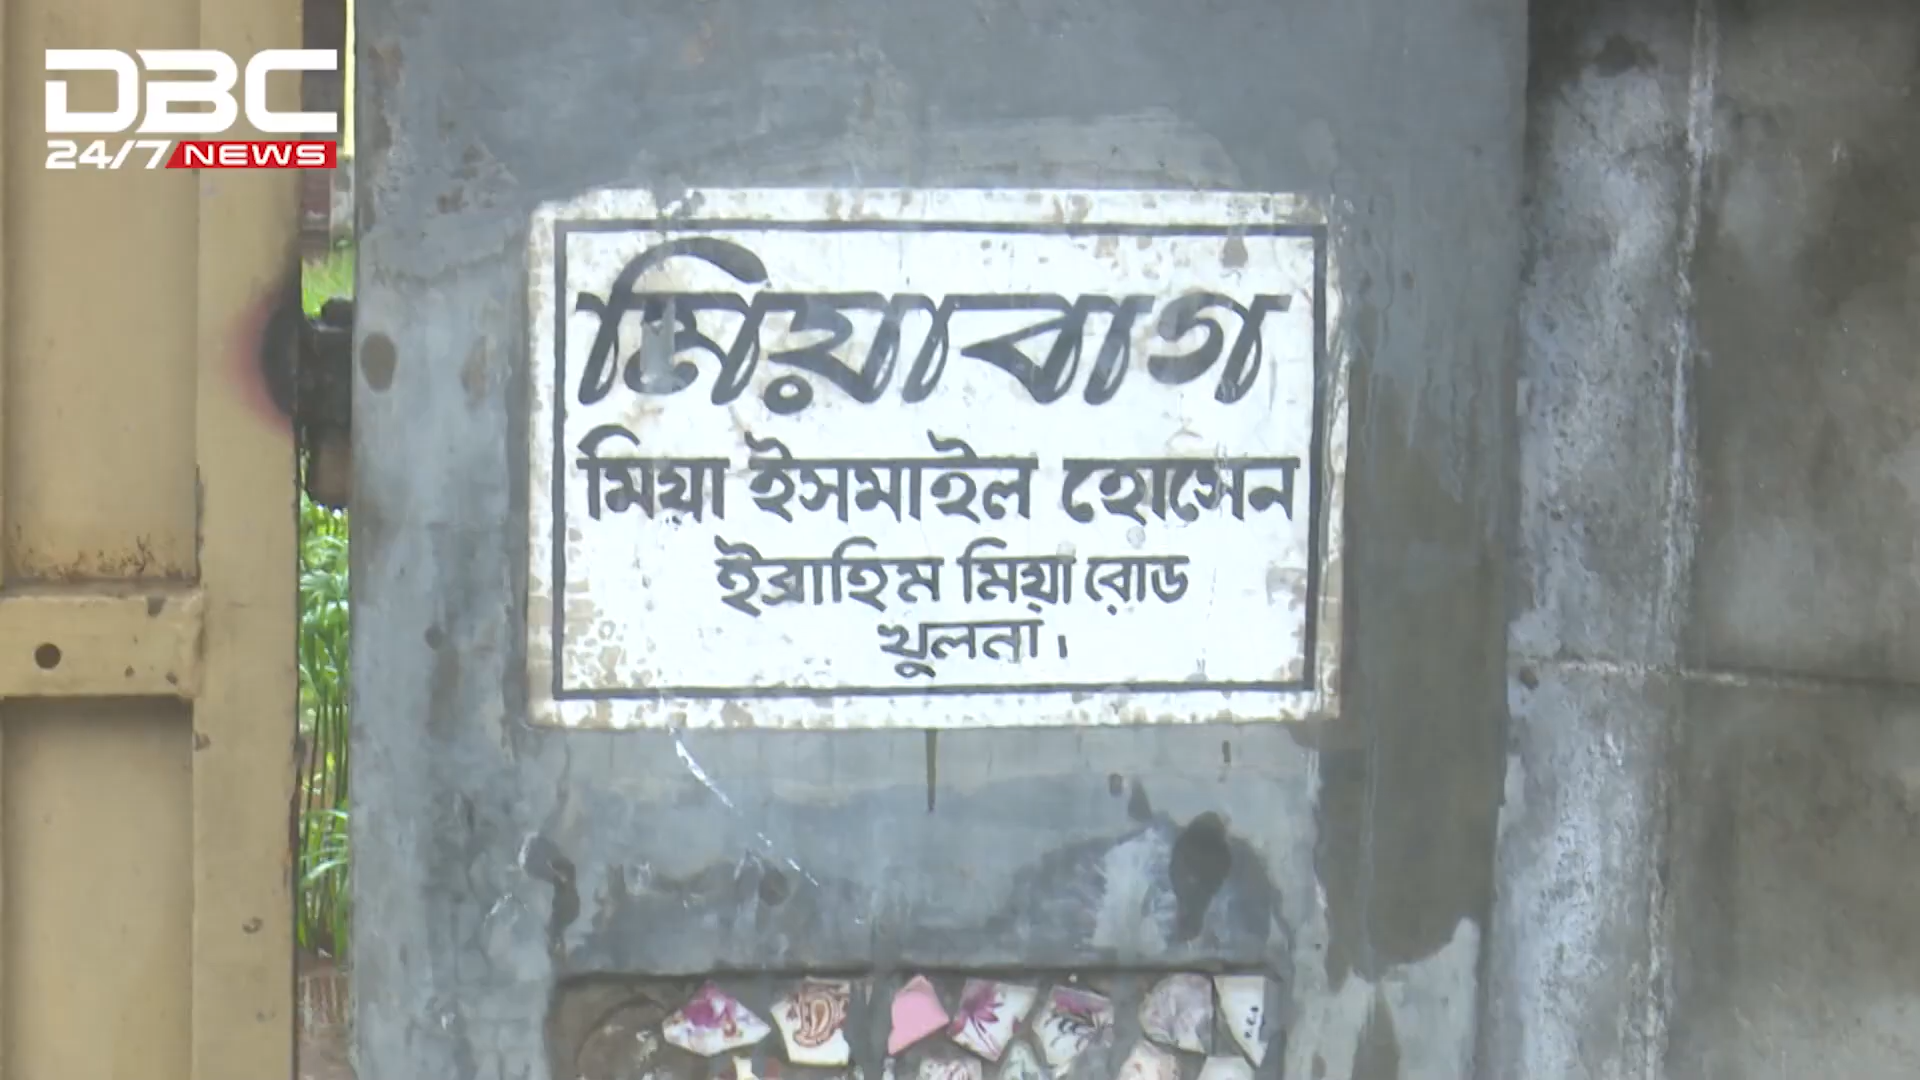 DBC
24/7 NEWS
মিয়াবাগ
মিয়া ইসমাইল হোসেন
ইব্রাহিম মিয়া রোড
খুলনা।